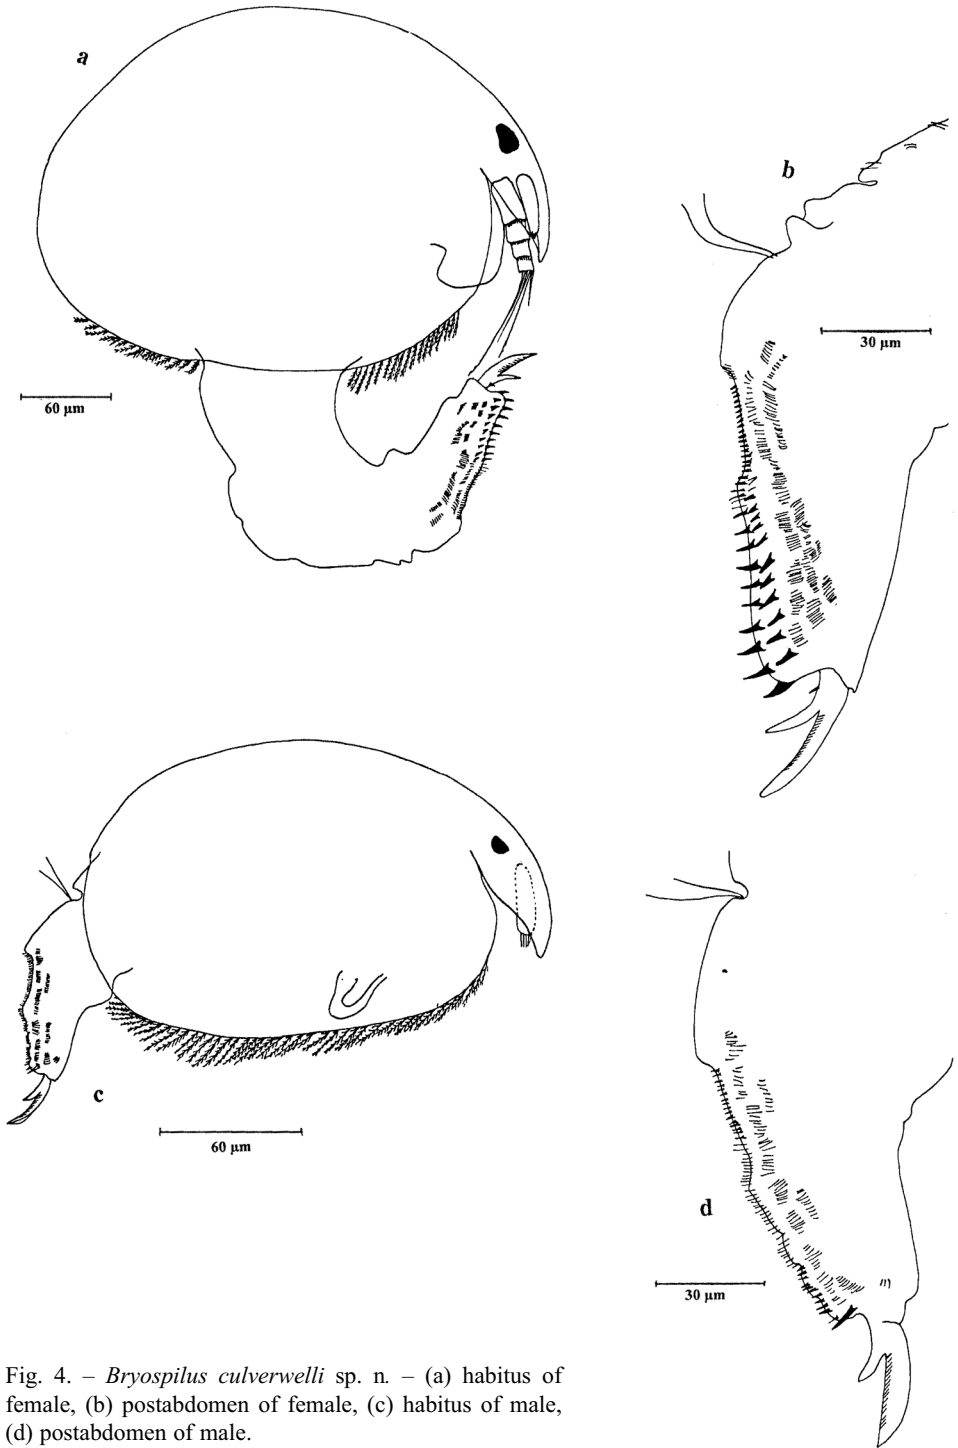 a
b
30 µm
60 µm
c
60 µm
d
30 µm
Fig. 4. – Bryospilus culverwelli sp. n. – (a) habitus of
female, (b) postabdomen of female, (c) habitus of male,
(d) postabdomen of male.